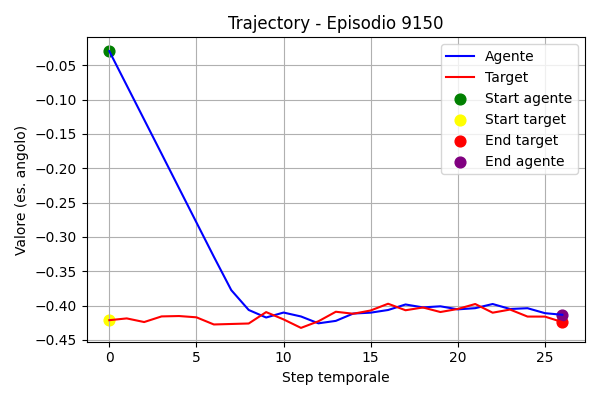 Trajectory - Episodio 9150
Agente
Target
Start agente
Start target
End target
End agente
Valore (es. angolo)
−0.05
−0.10
−0.15
−0.20
−0.25
−0.30
−0.35
−0.40
−0.45
0
5
10
15
20
25
Step temporale